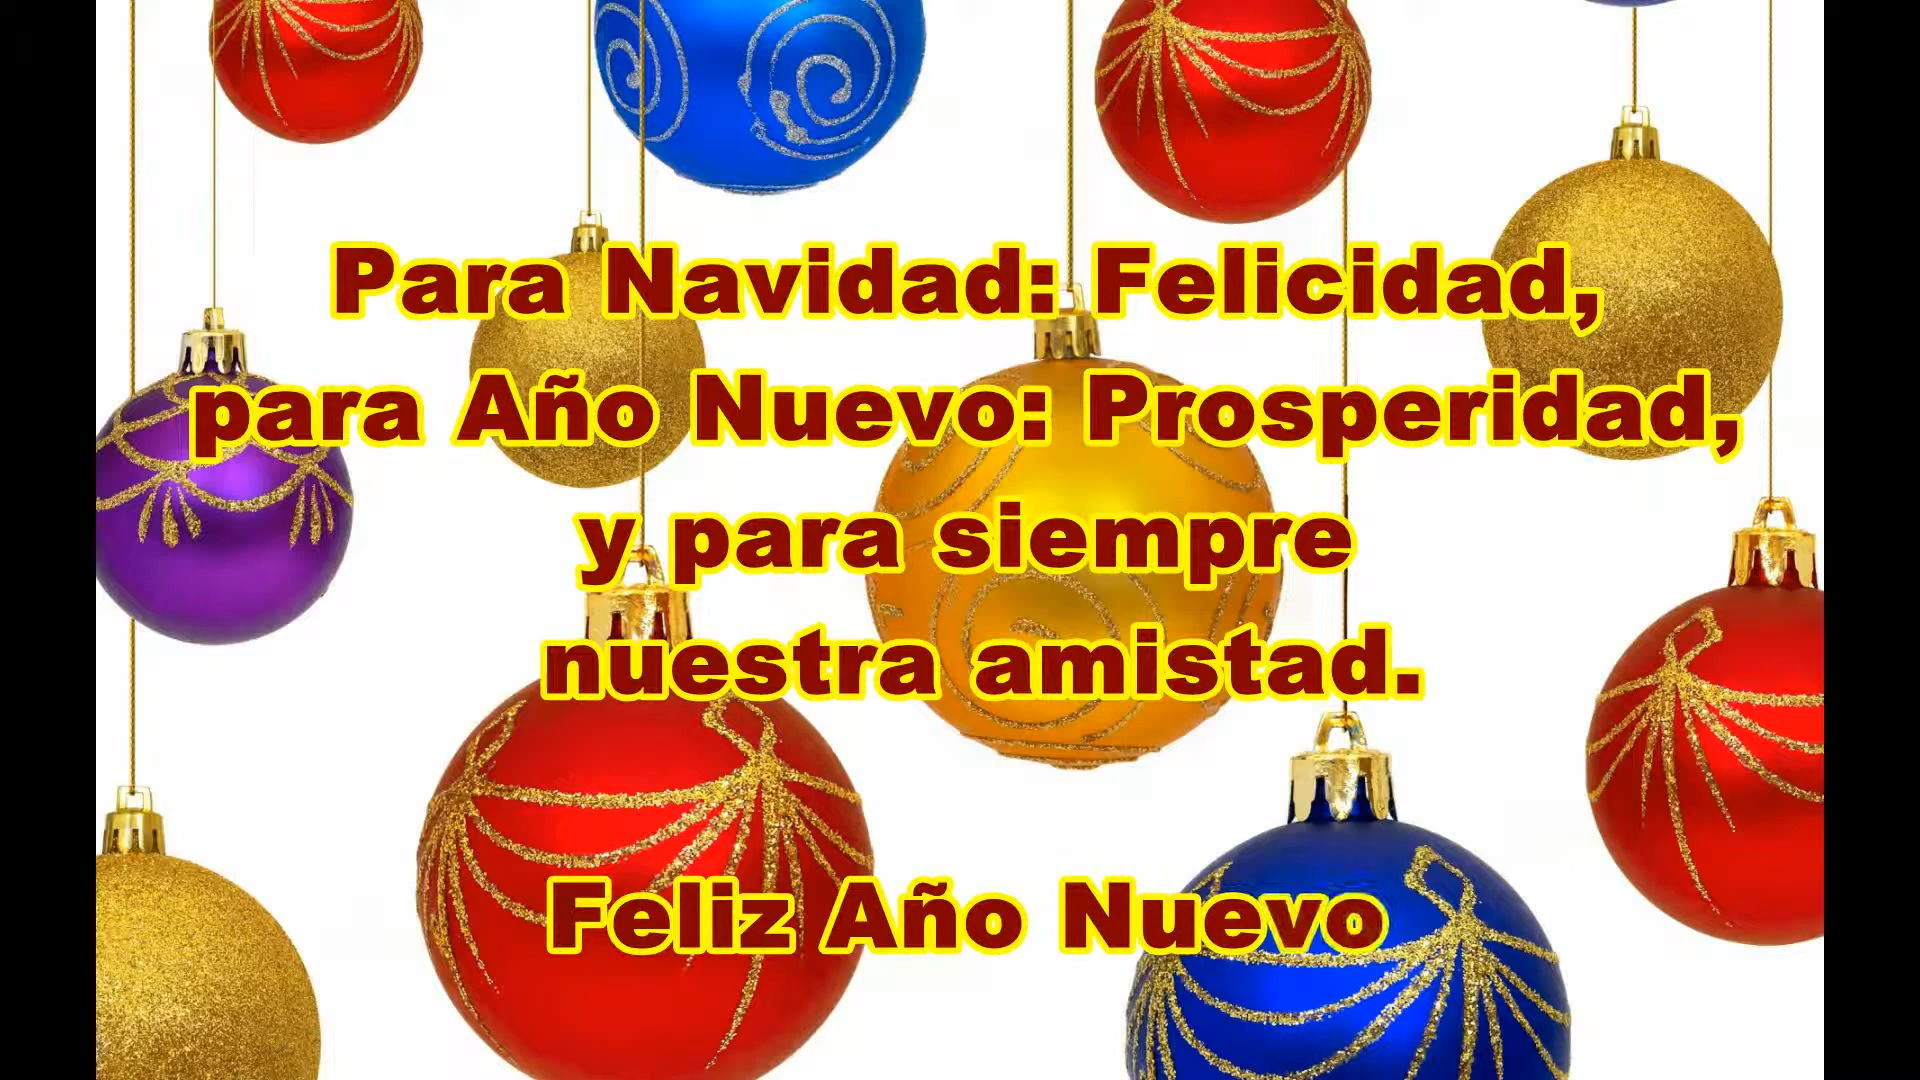 Para Navidad: Felicidad,
para Año Nuevo: Prosperidad,
y para siempre
nuestra amistad.
Feliz Año Nuevo